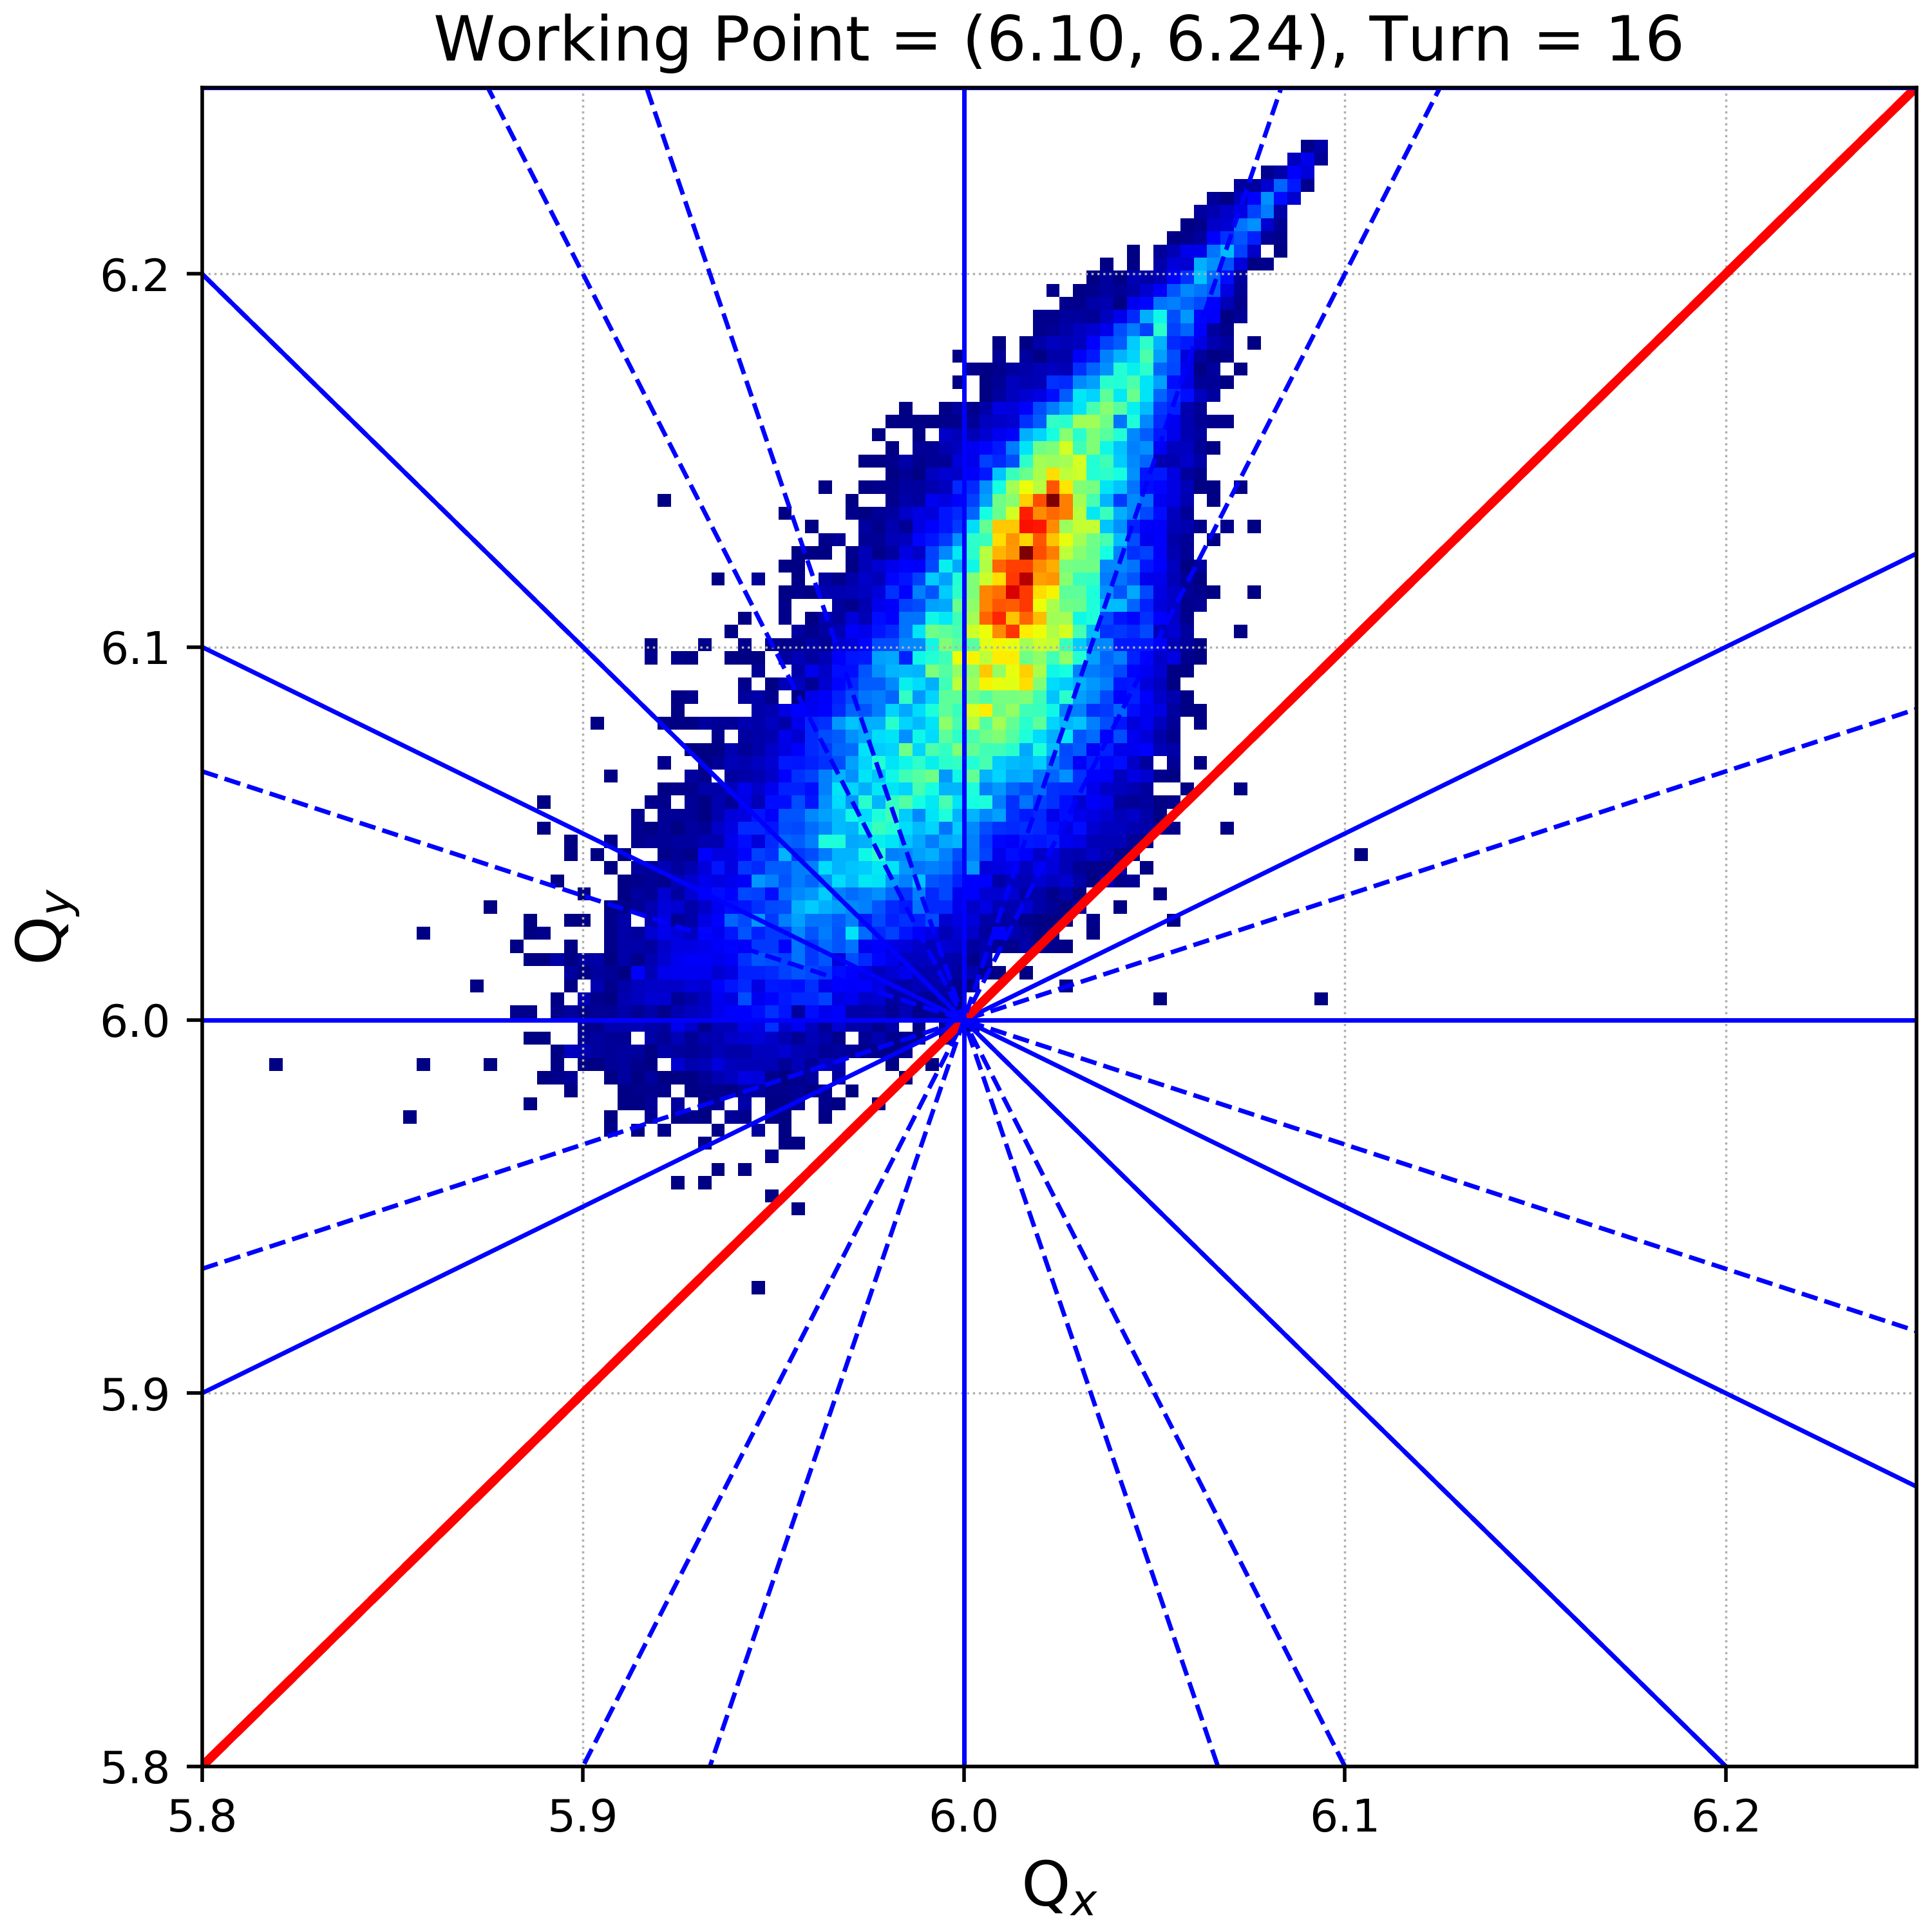 Working Point = (6.10, 6.24), Turn = 16
6.2
6.1
6.0
5.9
5.8
Qy
5.8 5.9 6.0 6.1 6.2
Qx